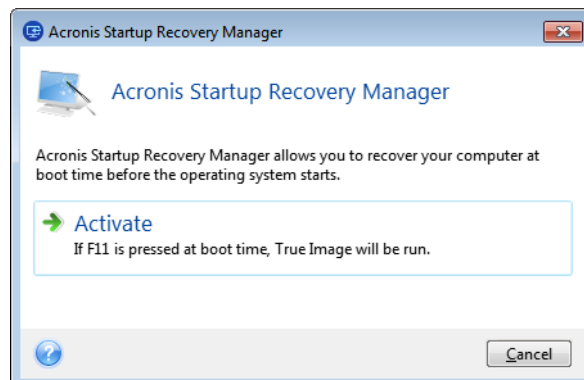 Acronis Startup Recovery Manager
Acronis Startup Recovery Manager
Acronis Startup Recovery Manager allows you to recover your computer at
boot time before the operating system starts.
Activate
If F11 is pressed at boot time, True Image will be run.
Cancel